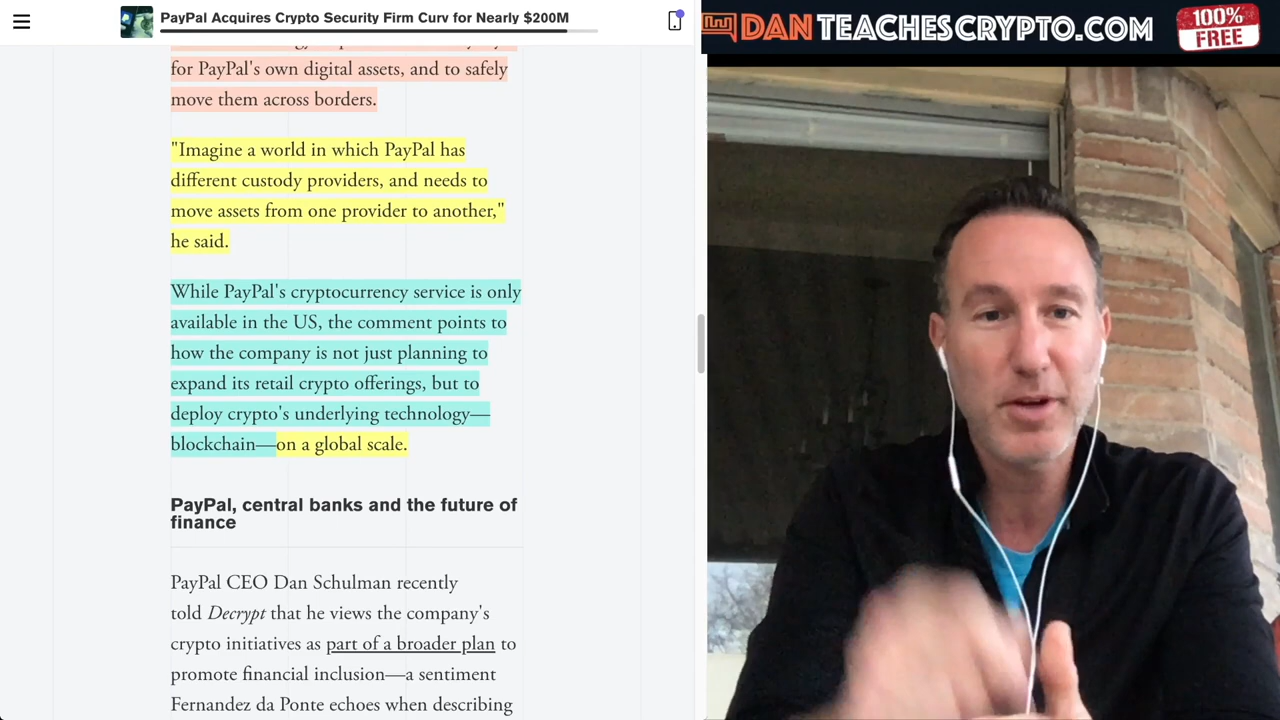 PayPal Acquires Crypto Security Firm Curv for Nearly $200M
DANTEACHESCRYPTO.COM
100%
FREE
for PayPal's own digital assets, and to safely
move them across borders.
"Imagine a world in which PayPal has
different custody providers, and needs to
move assets from one provider to another,"
he said.
While PayPal's cryptocurrency service is only
available in the US, the comment points to
how the company is not just planning to
expand its retail crypto offerings, but to
deploy crypto's underlying technology—
blockchain—on a global scale.
PayPal, central banks and the future of
finance
PayPal CEO Dan Schulman recently
told Decrypt that he views the company's
crypto initiatives as part of a broader plan to
promote financial inclusion—a sentiment
Fernandez da Ponte echoes when describing